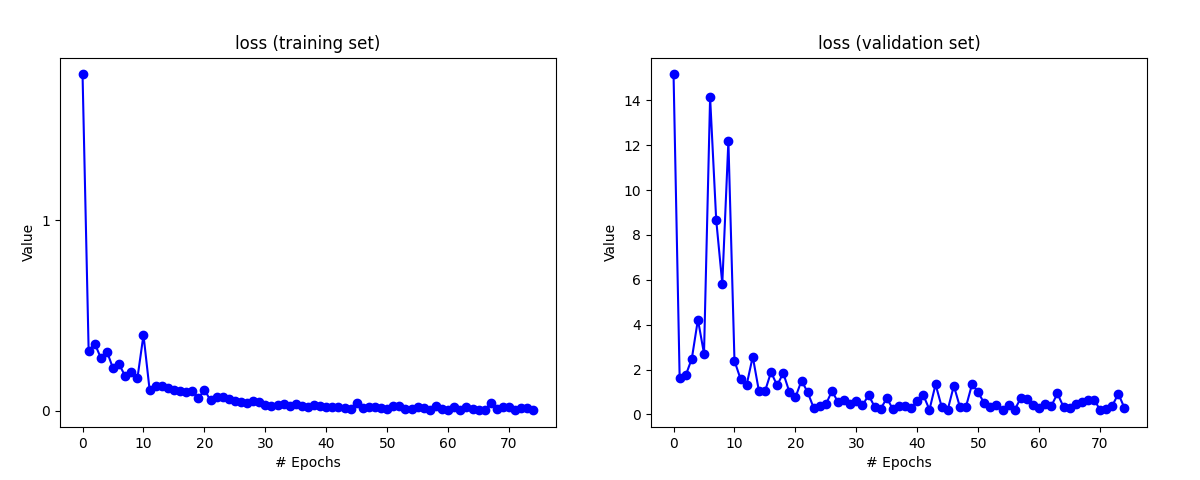 loss (training set)
Value
1
0
0 10 20 30 40 50 60 70
# Epochs
loss (validation set)
Value
14
12
10
8
6
4
2
0
0 10 20 30 40 50 60 70
# Epochs